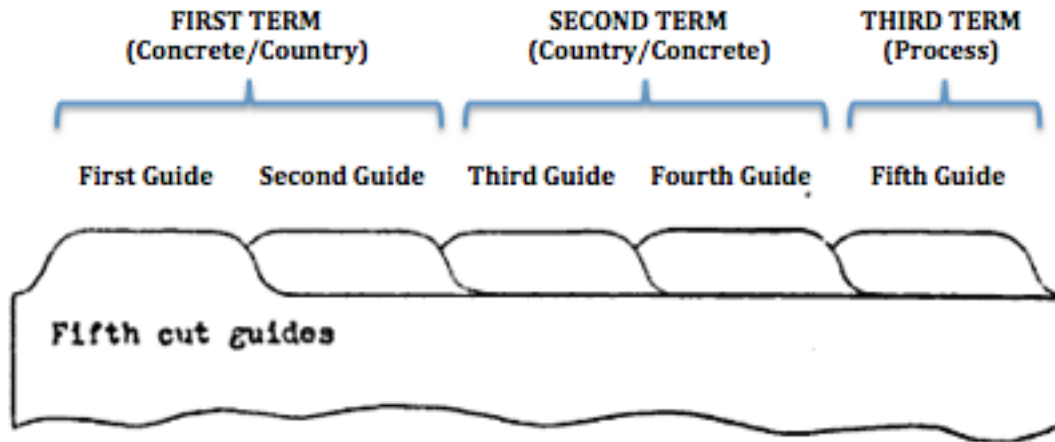 FIRST TERM
(Concrete/Country)
SECOND TERM
(Country/Concrete)
THIRD TERM
(Process)
First Guide
Second Guide
Third Guide
Fourth Guide
Fifth Guide
Fifth cut guides